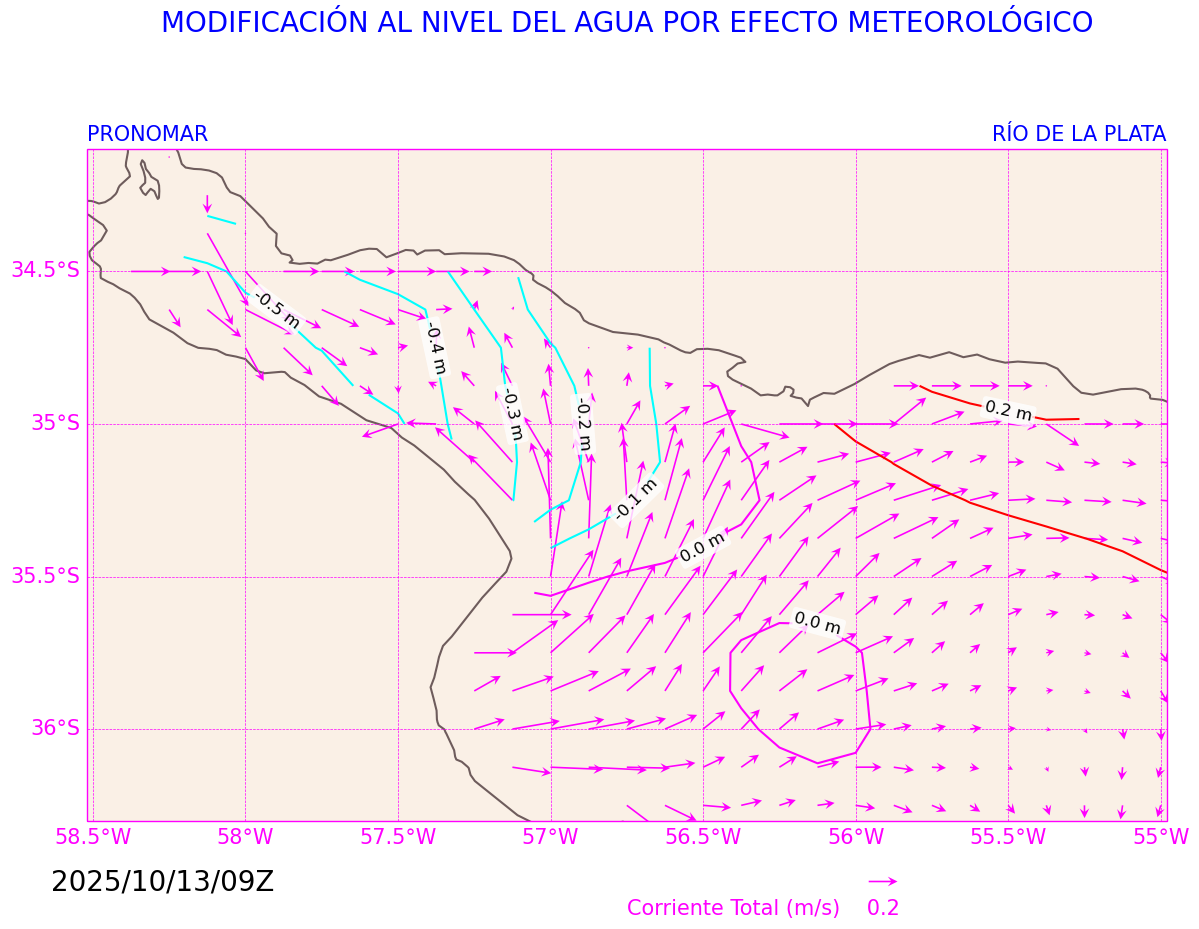 MODIFICACIÓN AL NIVEL DEL AGUA POR EFECTO METEOROLÓGICO
PRONOMAR
RÍO DE LA PLATA
34.5°S
35°S
35.5°S
36°S
-0.5 m
-0.4 m
-0.3 m
-0.2 m
-0.1 m
0.0 m
0.0 m
0.2 m
58.5°W
58°W
57.5°W
57°W
56.5°W
56°W
55.5°W
55°W
2025/10/13/09Z
Corriente Total (m/s)
0.2